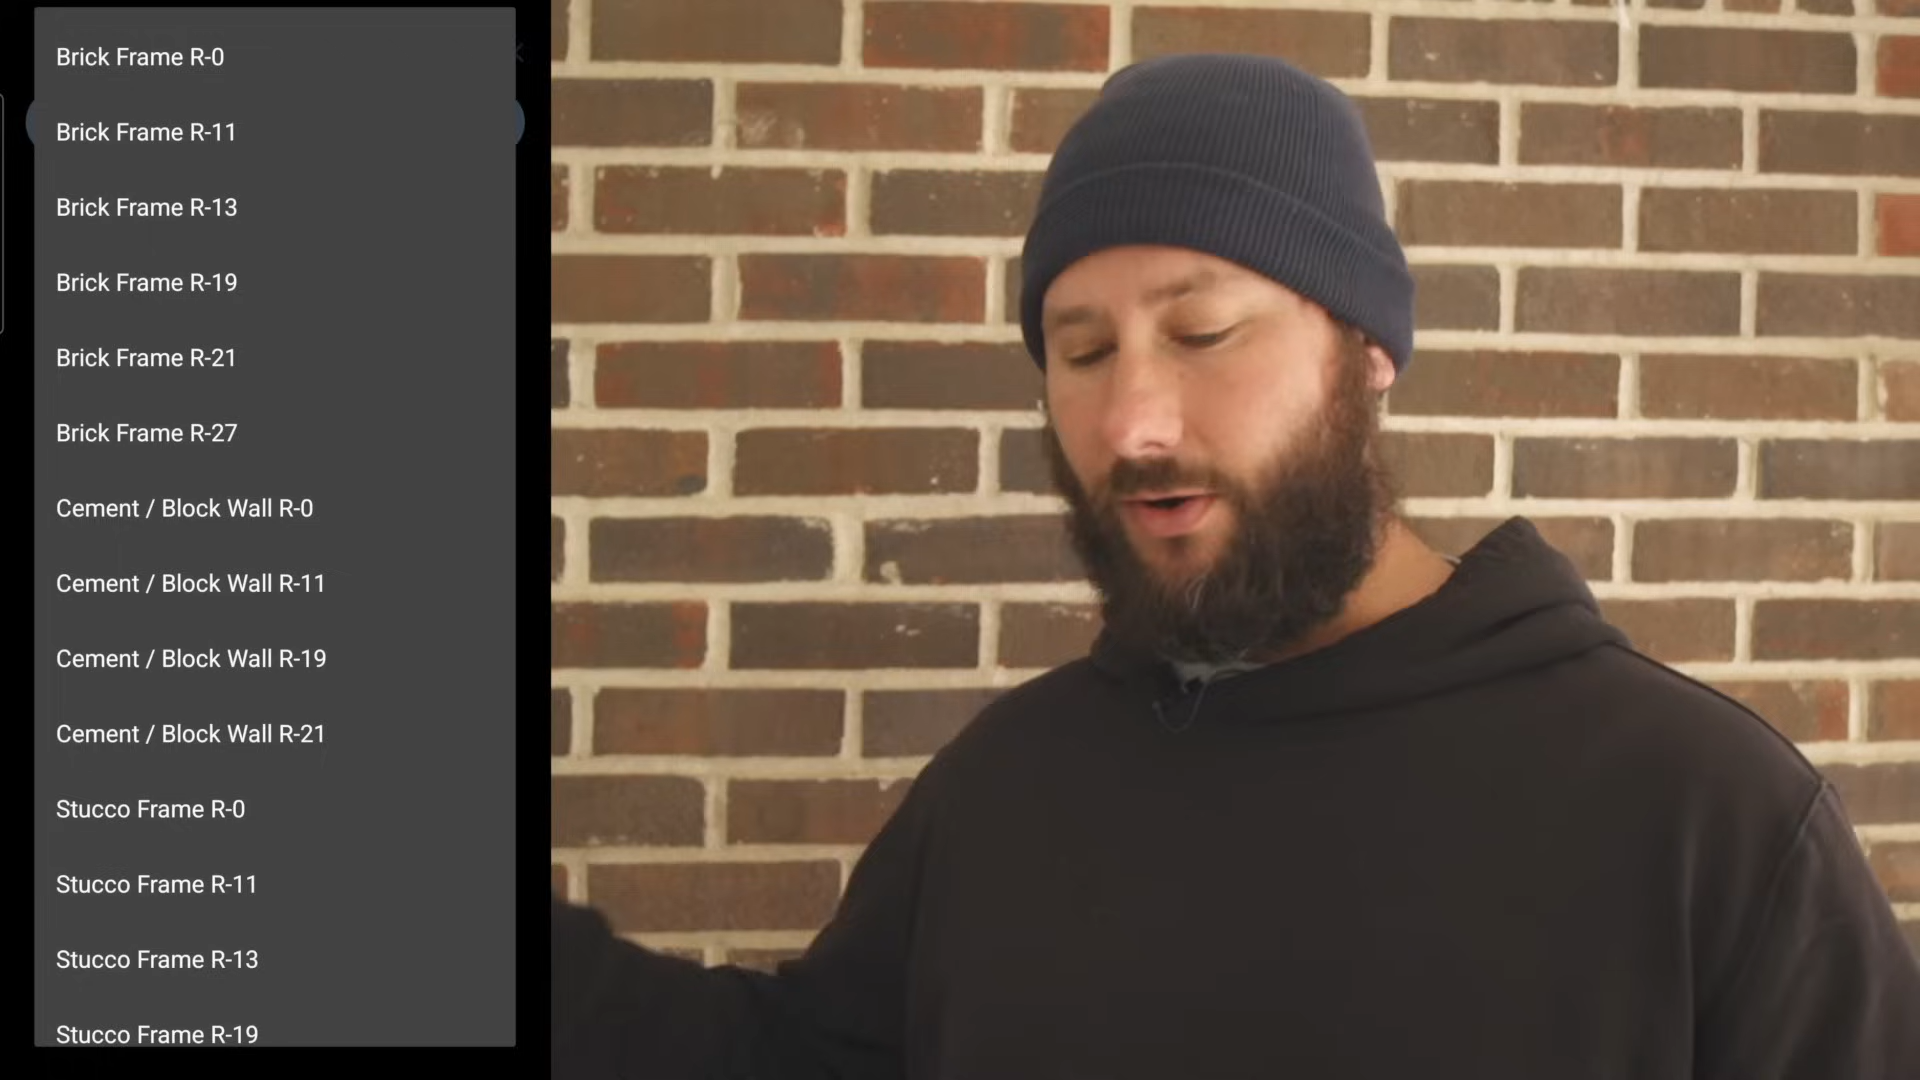 Brick Frame R-0
Brick Frame R-11
Brick Frame R-13
Brick Frame R-19
Brick Frame R-21
Brick Frame R-27
Cement / Block Wall R-0
Cement / Block Wall R-11
Cement / Block Wall R-19
Cement / Block Wall R-21
Stucco Frame R-0
Stucco Frame R-11
Stucco Frame R-13
Stucco Frame R-19